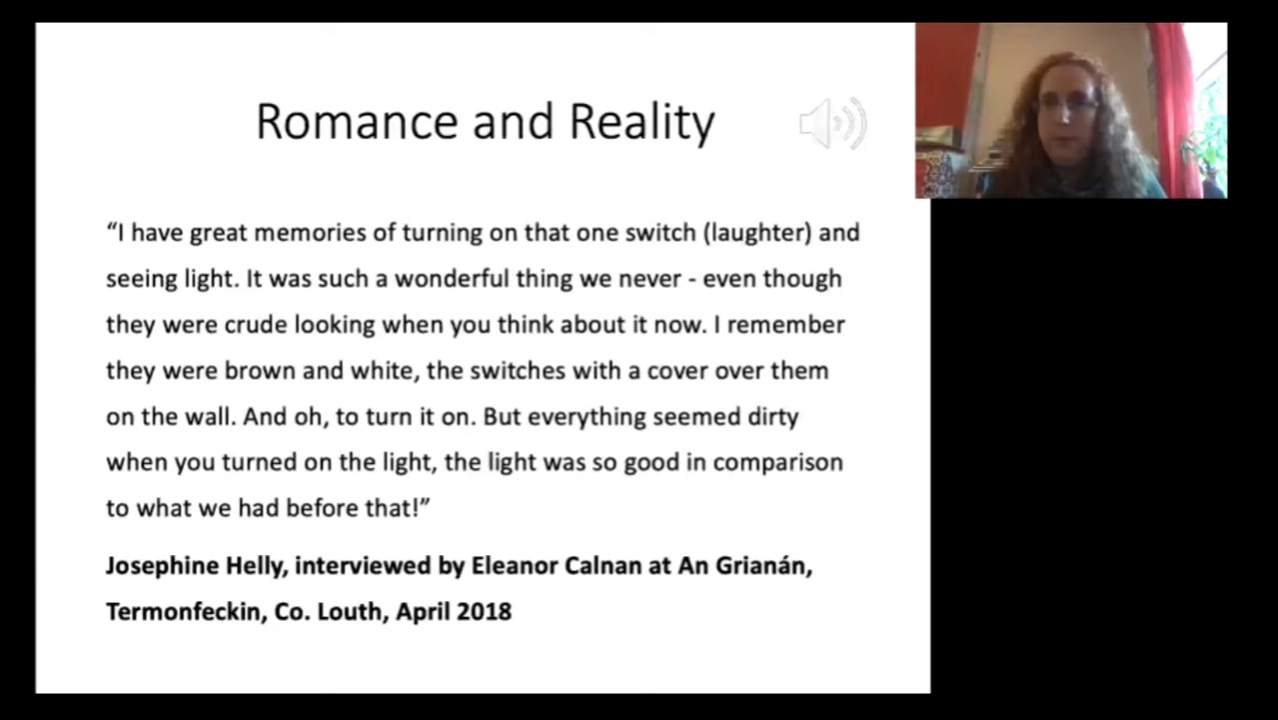 Romance and Reality
“I have great memories of turning on that one switch (laughter) and
seeing light. It was such a wonderful thing we never - even though
they were crude looking when you think about it now. I remember
they were brown and white, the switches with a cover over them
on the wall. And oh, to turn it on. But everything seemed dirty
when you turned on the light, the light was so good in comparison
to what we had before that!”
Josephine Helly, interviewed by Eleanor Calnan at An Grianán,
Termonfeckin, Co. Louth, April 2018